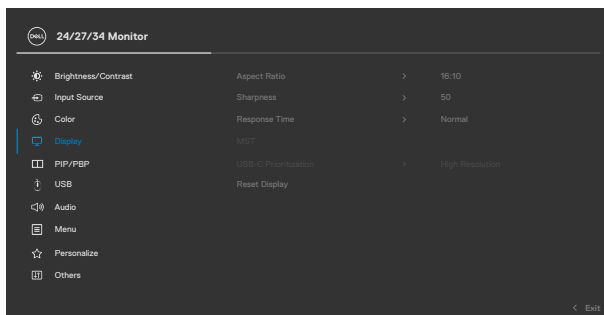 DELL 24/27/34 Monitor
Brightness/Contrast Aspect Ratio > 16:10
Input Source Sharpness > 50
Color Response Time > Normal
Display MST
PIP/PBP USB-C Prioritization > High Resolution
USB Reset Display
Audio
Menu
Personalize
Others
< Exit